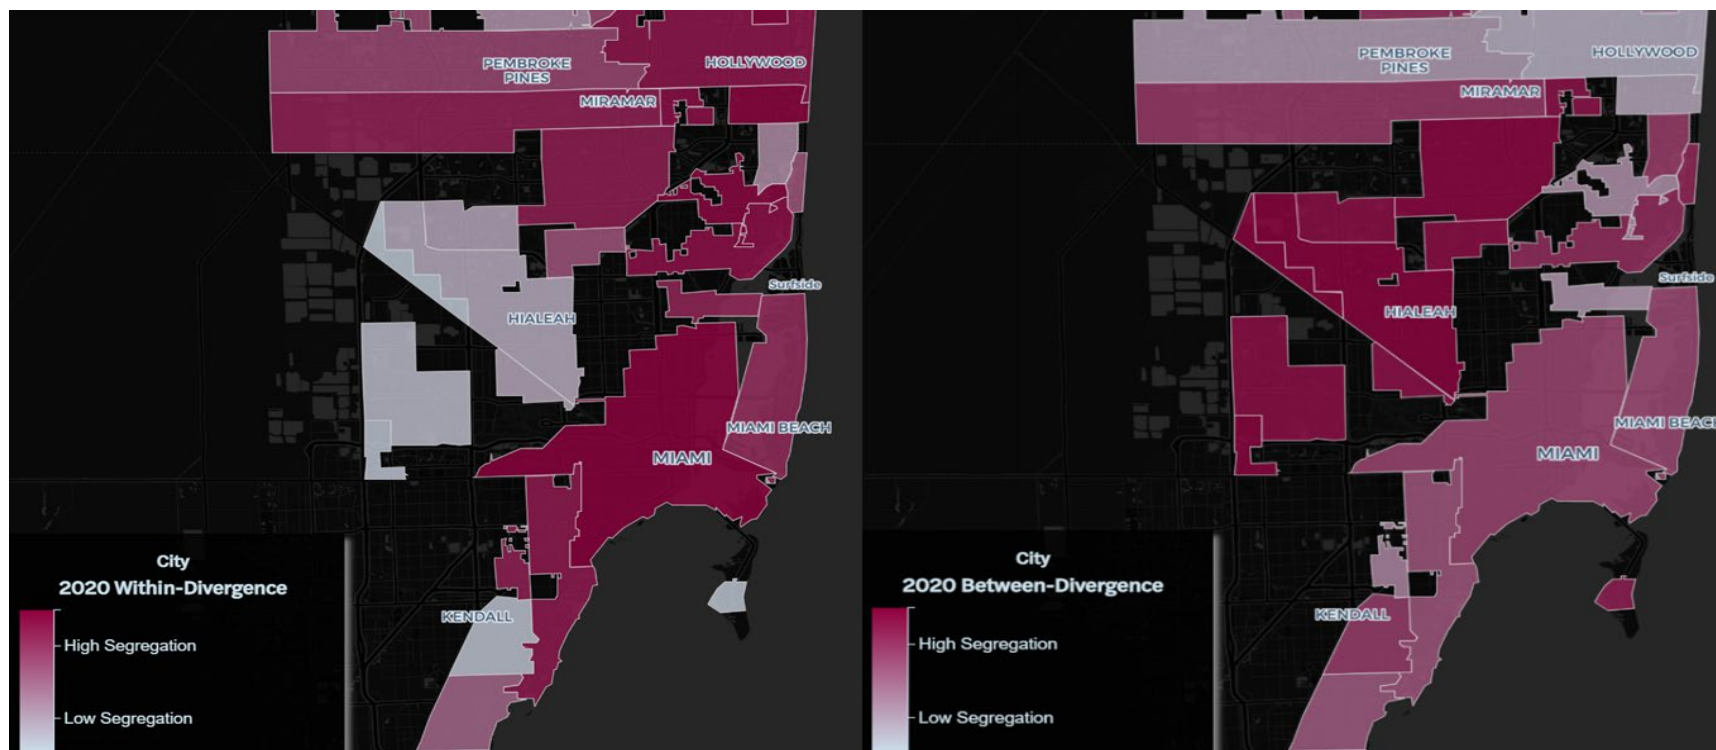 PEMBROKE
PINES
HOLLYWOOD
MIRAMAR
Surfside
HIALEAH
MIAMI BEACH
MIAMI
KENDALL
City
2020 Within-Divergence
High Segregation
Low Segregation
PEMBROKE
PINES
HOLLYWOOD
MIRAMAR
Surfside
HIALEAH
MIAMI BEACH
MIAMI
KENDALL
City
2020 Between-Divergence
High Segregation
Low Segregation